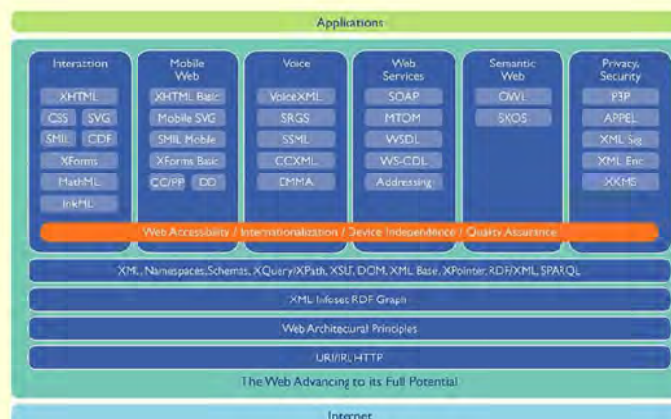 Applications
Interaction
XHTML
CSS SVG
SMIL CDF
XForms
MathML
InkML
Mobile
Web
XHTML Basic
Mobile SVG
SMIL Mobile
XForms Basic
CC/PP DD
Voice
VoiceXML
SRGS
SSML
CCXML
EMMA
Web
Services
SOAP
MTOM
WSDL
WS-CDL
Addressing
Semantic
Web
OWL
SKOS
Privacy,
Security
P3P
APPEL
XML Sig
XML Enc
XKMS
Web Accessibility / Internationalization / Device Independence / Quality Assurance
XML, Namespaces, Schemas, XQuery/XPath, XSLT, DOM, XML Base, XPointer, RDF/XML, SPARQL
XML Infoset RDF Graph
Web Architectural Principles
URI/IRI, HTTP
The Web Advancing to its Full Potential
Internet